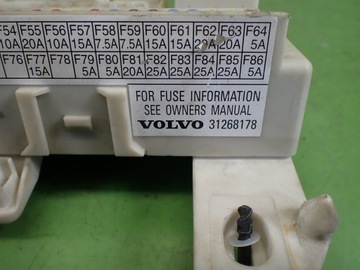 F54 F55 F56 F57 F58 F59 F60 F61 F62 F63 F64
10A 20A 10A 15A 7.5A 7.5A 15A 15A 20A 20A 5A
F76 F77 F78 F79 F80 F81 F82 F83 F84 F85 F86
15A 5A 5A 20A 25A 25A 25A 25A 5A
FOR FUSE INFORMATION
SEE OWNERS MANUAL
VOLVO 31268178